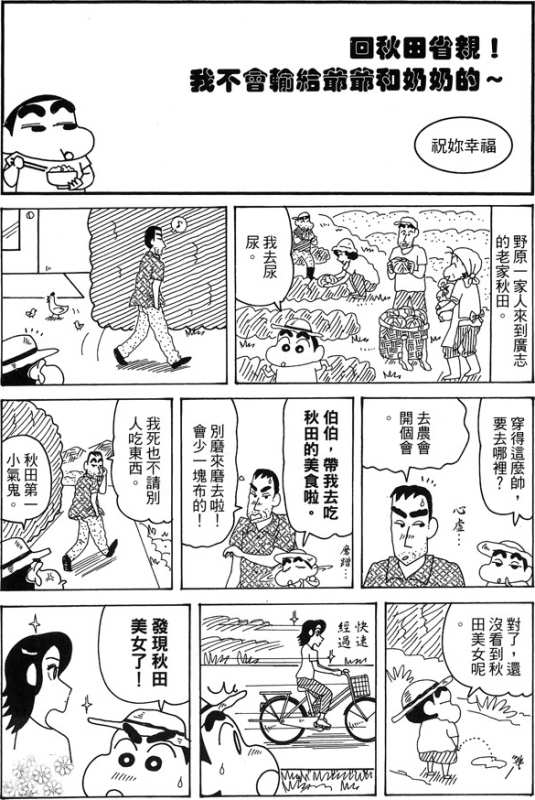 回秋田省親！
我不會輸給爺爺和奶奶的～
祝妳幸福
野原一家人來到廣志
的老家秋田。
我去尿
尿。
穿得這麼帥，
要去哪裡？
去農會
開個會
。
心虛…
伯伯，帶我去吃
秋田的美食啦。
別磨來磨去啦！
會少一塊布的！
磨蹭…
我死也不請別
人吃東西。
秋田第一
小氣鬼。
對了，還
沒看到秋
田美女呢
。
快速
經過
發現秋田
美女了！